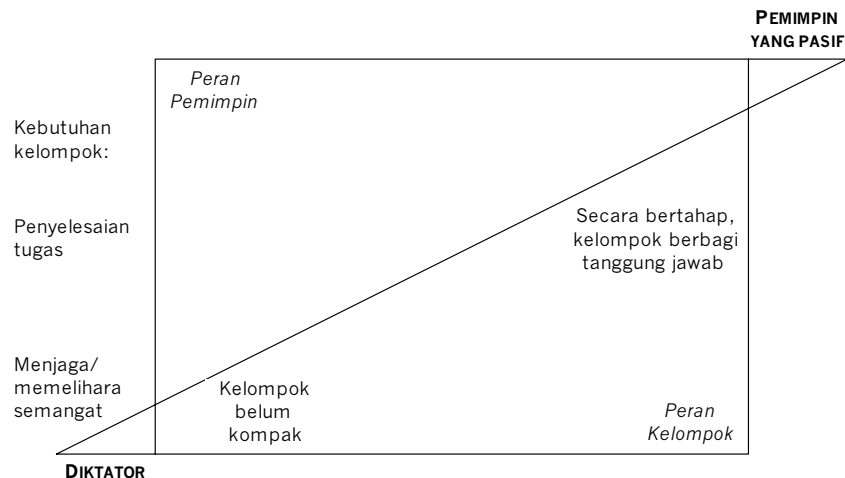 PEMIMPIN
YANG PASIF
Peran
Pemimpin
Kebutuhan
kelompok:
Penyelesaian
tugas
Secara bertahap,
kelompok berbagi
tanggung jawab
Menjaga/
memelihara
semangat
Kelompok
belum
kompak
Peran
Kelompok
DIKTATOR